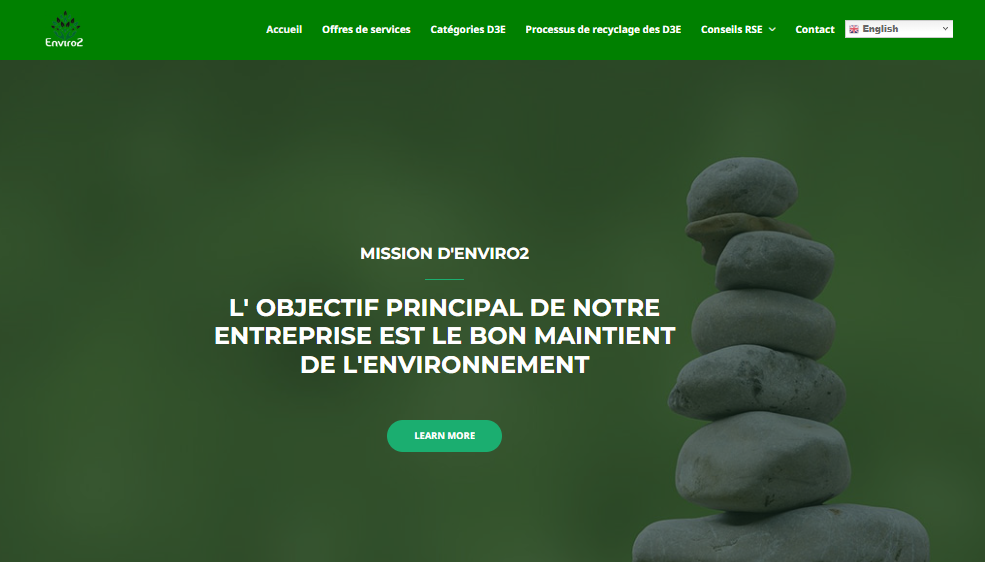 Enviro2
Accueil
Offres de services
Catégories D3E
Processus de recyclage des D3E
Conseils RSE
Contact
English
MISSION D'ENVIRO2
L' OBJECTIF PRINCIPAL DE NOTRE
ENTREPRISE EST LE BON MAINTIENT
DE L'ENVIRONNEMENT
LEARN MORE